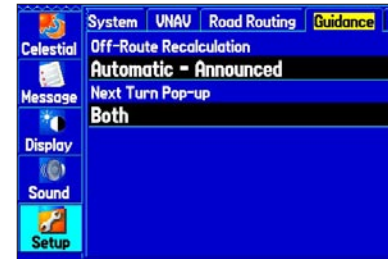 System VNAV Road Routing Guidance
Celestial
Off-Route Recalculation
Automatic - Announced
Message
Next Turn Pop-up
Both
Display
Sound
Setup